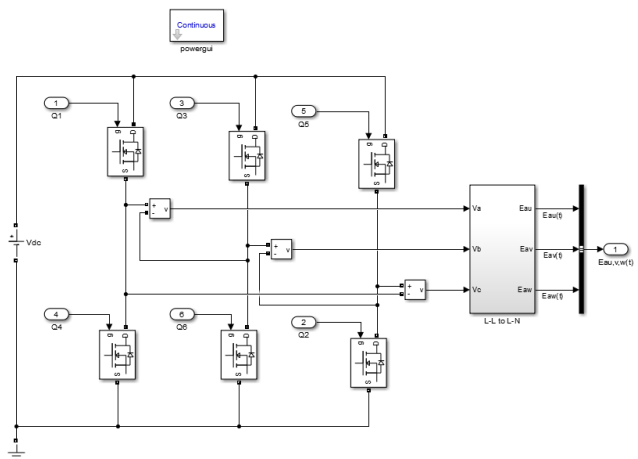 Continuous
powergui
1
Q1
3
Q3
5
Q5
g
D
S
g
D
S
g
D
S
+
-
v
+
-
v
+
-
v
+
Vdc
Va
Vb
Vc
Eau
Eav
Eaw
L-L to L-N
Eau(t)
Eav(t)
Eaw(t)
1
Eau,v,w(t)
4
Q4
6
Q6
2
Q2
g
D
S
g
D
S
g
D
S